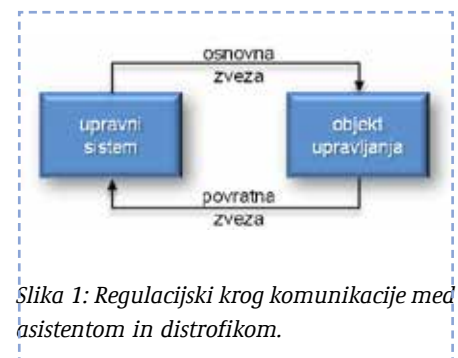 osnovna
zveza
upravni
sistem
objekt
upravljanja
povratna
zveza
Slika 1: Regulacijski krog komunikacije med
asistentom in distrofikom.